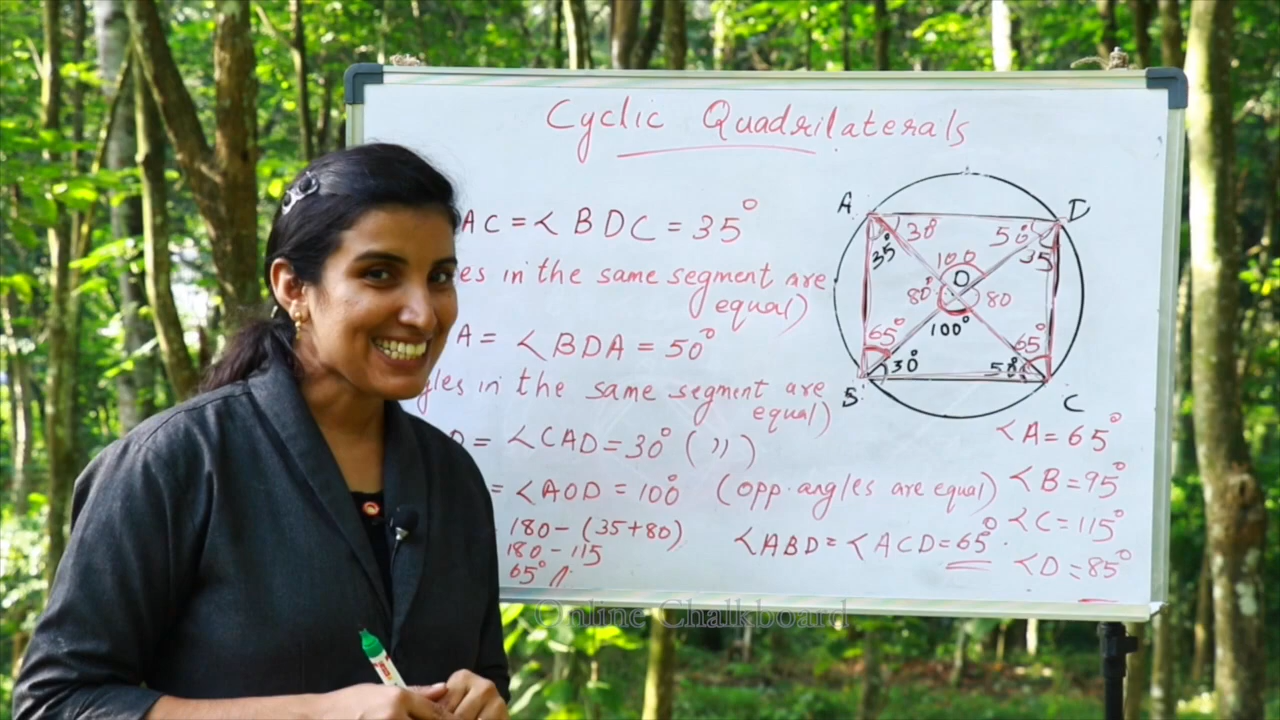 Cyclic Quadrilaterals
AC = ∠BDC = 35°
es in the same segment are
equal)
A = ∠BDA = 50°
gles in the same segment are
equal)
D = ∠CAD = 30° ( ,, )
= ∠AOD = 100° (opp. angles are equal)
180 - (35+80)
180 - 115
65°
∠ABD = ∠ACD = 65°
A
D
30°
50°
35°
35
100
O
80°
80
100°
65°
65°
30°
50°
B
C
∠A = 65°
∠B = 95°
∠C = 115°
∠D = 85°
Online Chalkboard